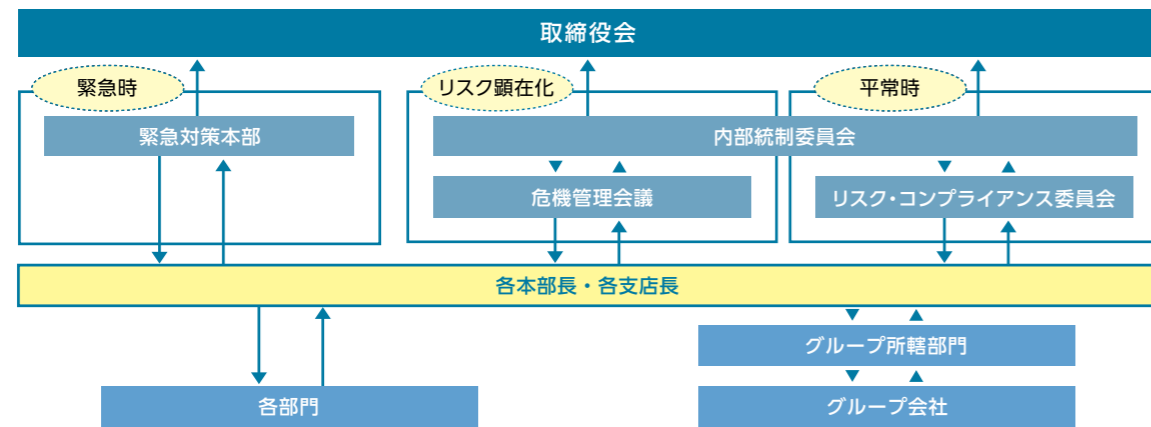 取締役会
緊急時
リスク顕在化
平常時
緊急対策本部
内部統制委員会
危機管理会議
リスク・コンプライアンス委員会
各本部長・各支店長
グループ所轄部門
各部門
グループ会社